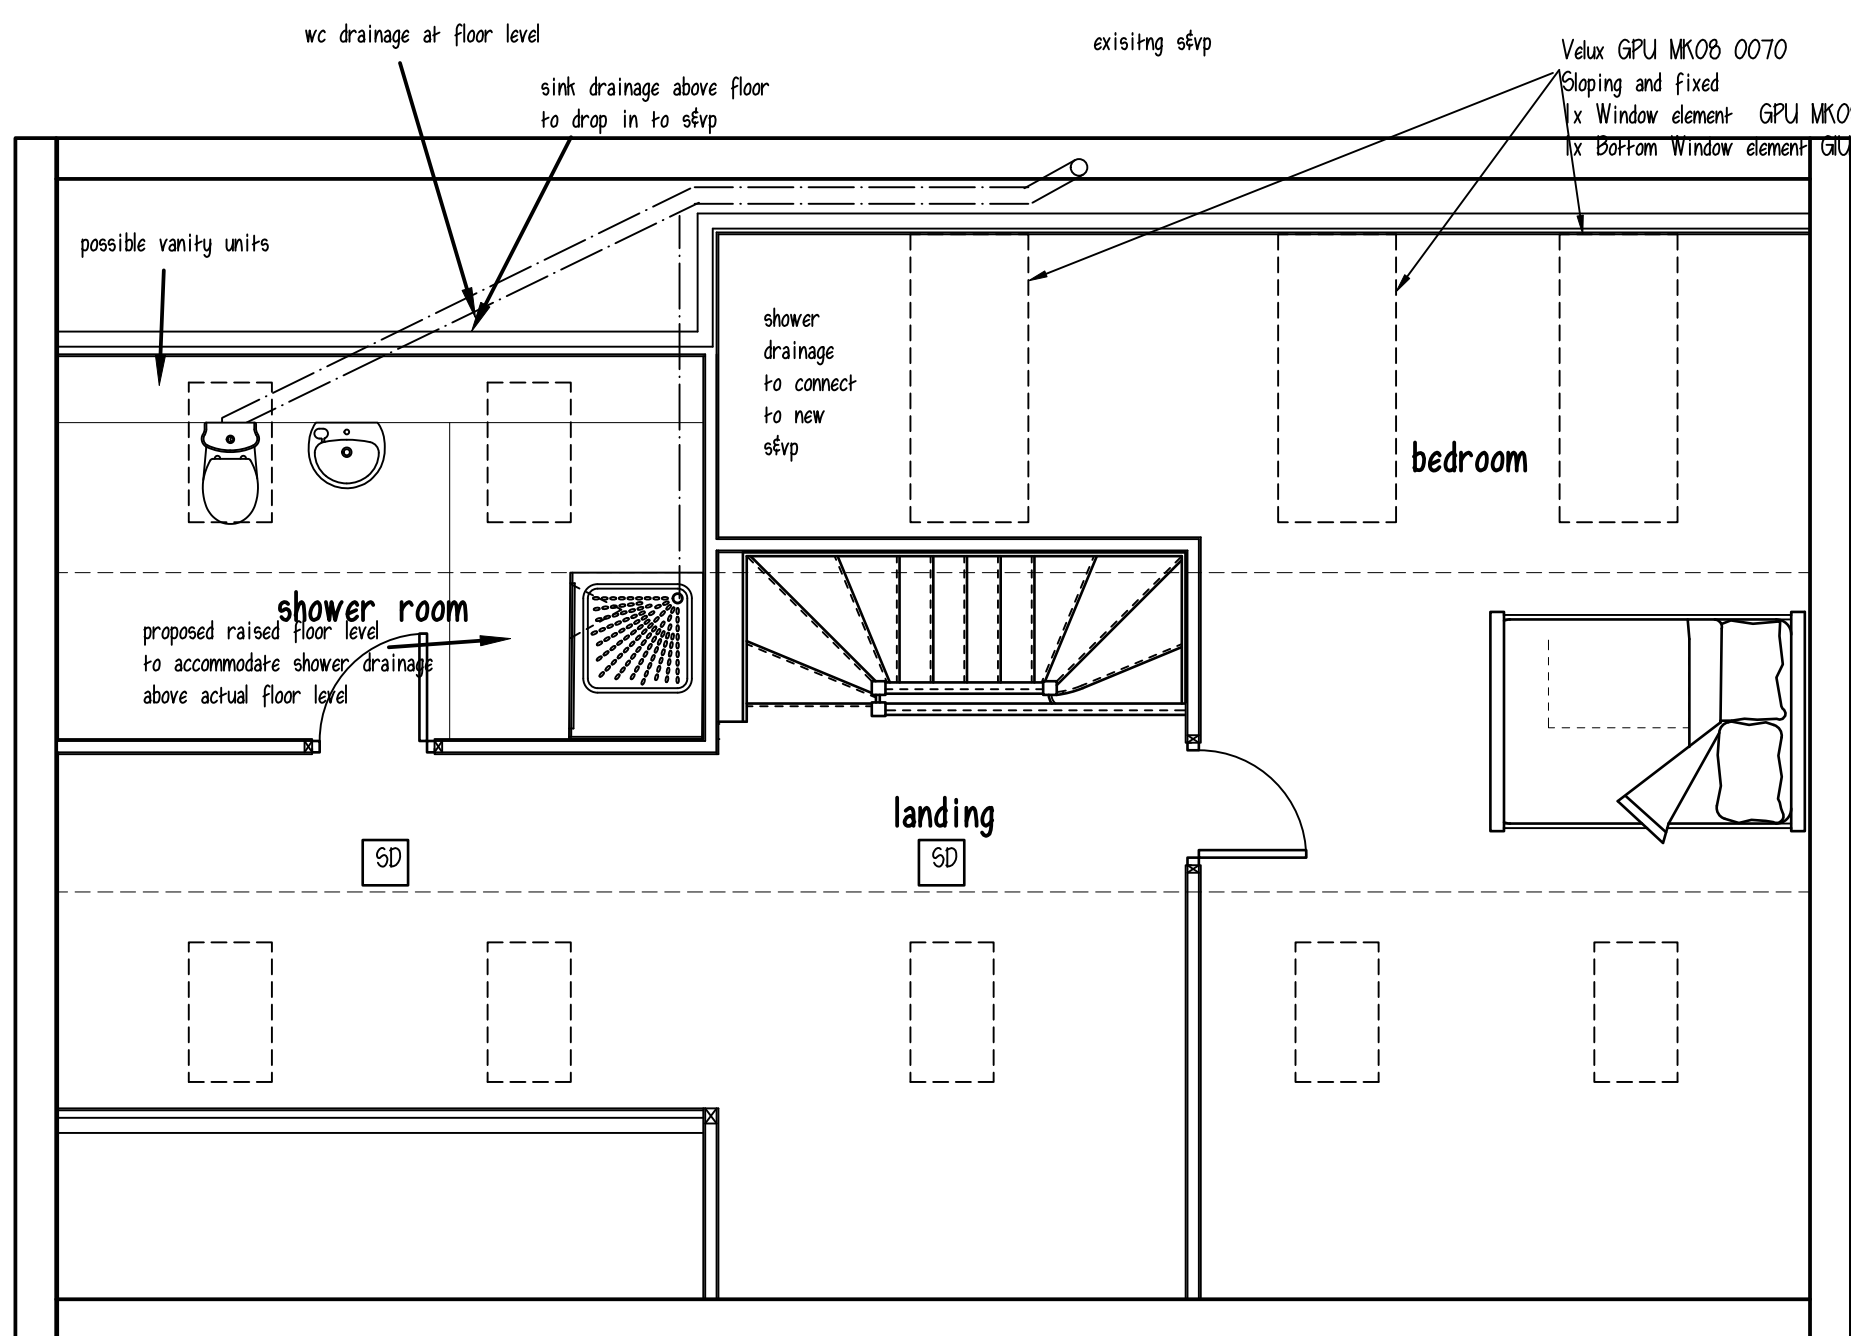 wc drainage at floor level
sink drainage above floor
to drop in to s&vp
exisitng s&vp
Velux GPU MK08 0070
Sloping and fixed
1x Window element GPU MK0
1x Bottom Window element GIU
possible vanity units
shower
drainage
to connect
to new
s&vp
bedroom
shower room
proposed raised floor level
to accommodate shower drainage
above actual floor level
landing
SD
SD